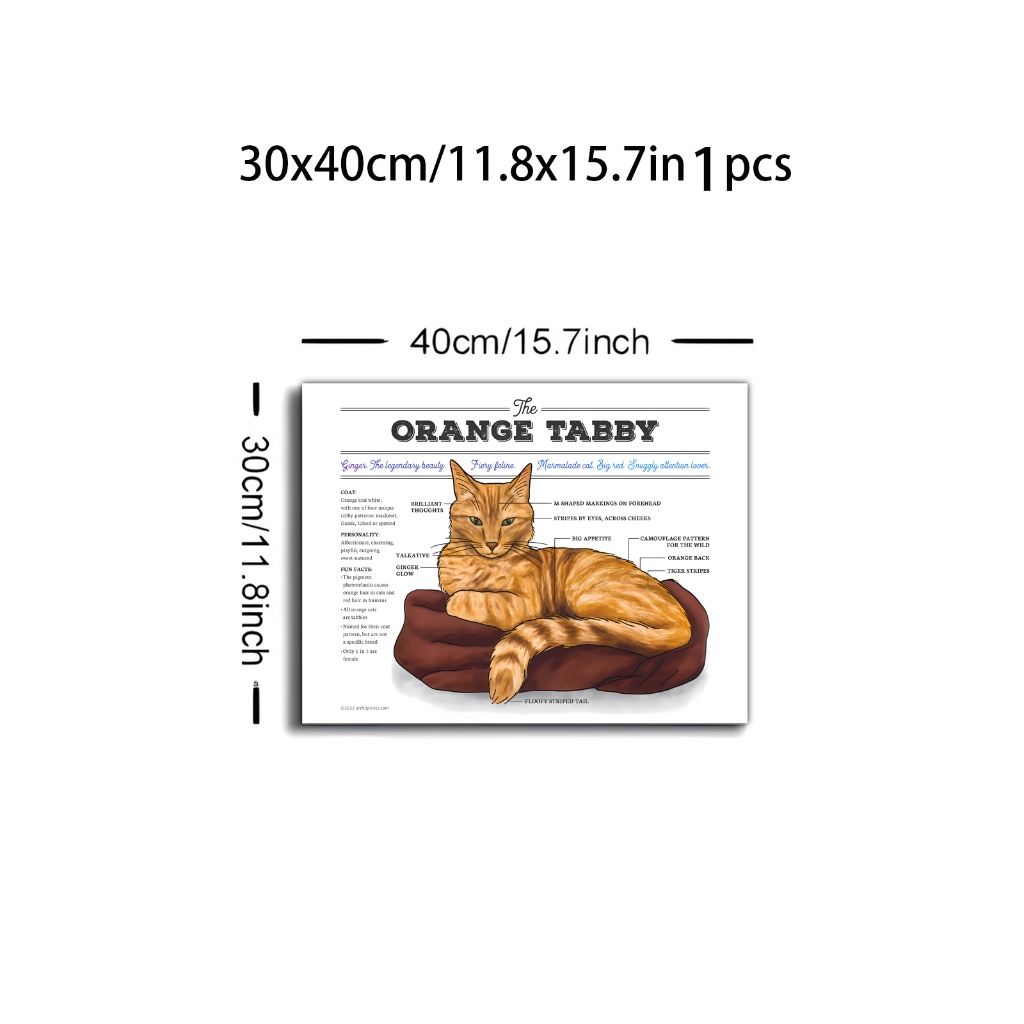 30x40cm/11.8x15.7in 1pcs
40cm/15.7inch
30cm/11.8inch
The
ORANGE TABBY
Ginger. The legendary beauty. Fiery feline. Marmalade cat. Big red. Snuggly attention lover.
COAT:
Orange and white,
with one of four unique
tabby patterns: mackerel,
classic, ticked or spotted
PERSONALITY:
Affectionate, charming,
playful, outgoing,
sweet-natured
FUN FACTS:
•The pigment
pheomelanin causes
orange hair in cats and
red hair in humans
•All orange cats
are tabbies
•Named for their coat
pattern, but are not
a specific breed
•Only 1 in 5 are
female
BRILLIANT
THOUGHTS
TALKATIVE
GINGER
GLOW
M-SHAPED MARKINGS ON FOREHEAD
STRIPES BY EYES, ACROSS CHEEKS
BIG APPETITE
CAMOUFLAGE PATTERN
FOR THE WILD
ORANGE BACK
TIGER STRIPES
FLOOFY STRIPED TAIL
©2021 artfulpixels.com